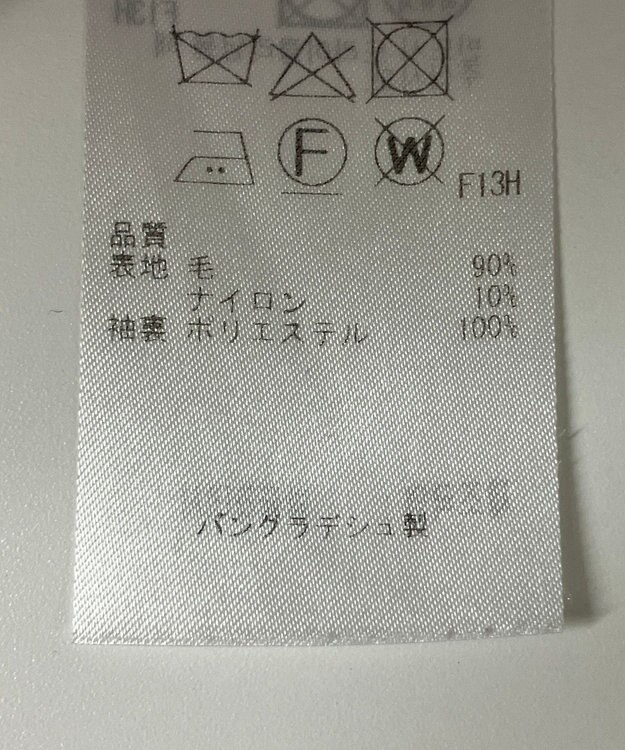 F
W
F13H
品質
表地 毛 90%
ナイロン 10%
袖裏 ポリエステル 100%
バングラデシュ製